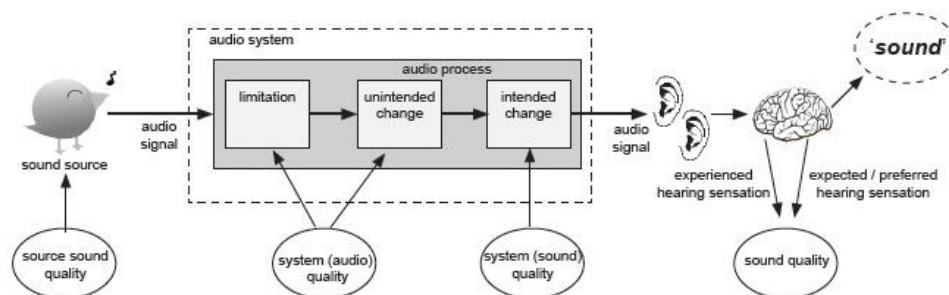 'sound'
audio system
audio process
limitation
unintended
change
intended
change
audio
signal
audio
signal
sound source
experienced
hearing sensation
expected / preferred
hearing sensation
source sound
quality
system (audio)
quality
system (sound)
quality
sound quality